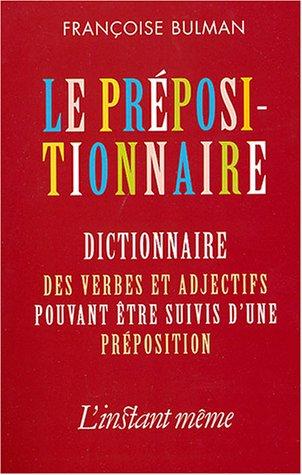 FRANÇOISE BULMAN
LE PRÉPOSI-
TIONNAIRE
DICTIONNAIRE
DES VERBES ET ADJECTIFS
POUVANT ÊTRE SUIVIS D'UNE
PRÉPOSITION
L'instant même